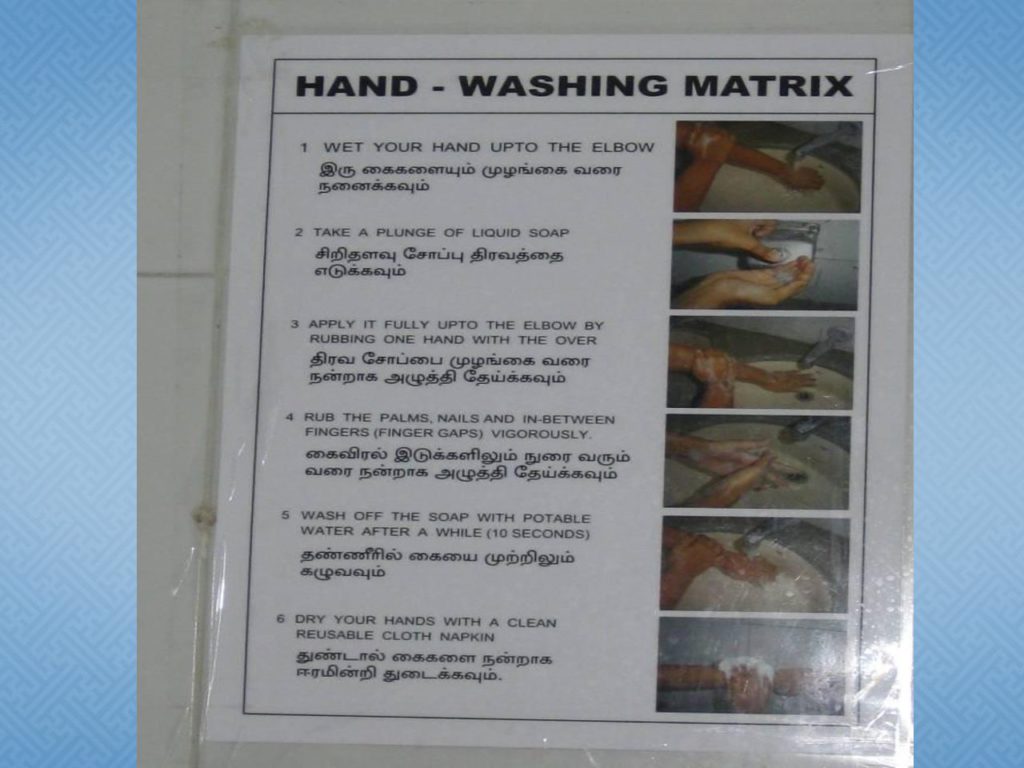 HAND - WASHING MATRIX
1 WET YOUR HAND UPTO THE ELBOW
இரு கைகளையும் முழங்கை வரை
நனைக்கவும்
2 TAKE A PLUNGE OF LIQUID SOAP
சிறிதளவு சோப்பு திரவத்தை
எடுக்கவும்
3 APPLY IT FULLY UPTO THE ELBOW BY
RUBBING ONE HAND WITH THE OVER
திரவ சோப்பை முழங்கை வரை
நன்றாக அழுத்தி தேய்க்கவும்
4 RUB THE PALMS, NAILS AND IN-BETWEEN
FINGERS (FINGER GAPS) VIGOROUSLY.
கைவிரல் இடுக்களிலும் நுரை வரும்
வரை நன்றாக அழுத்தி தேய்க்கவும்
5 WASH OFF THE SOAP WITH POTABLE
WATER AFTER A WHILE (10 SECONDS)
தண்ணீரில் கையை முற்றிலும்
கழுவவும்
6 DRY YOUR HANDS WITH A CLEAN
REUSABLE CLOTH NAPKIN
துண்டால் கைகளை நன்றாக
ஈரமின்றி துடைக்கவும்.